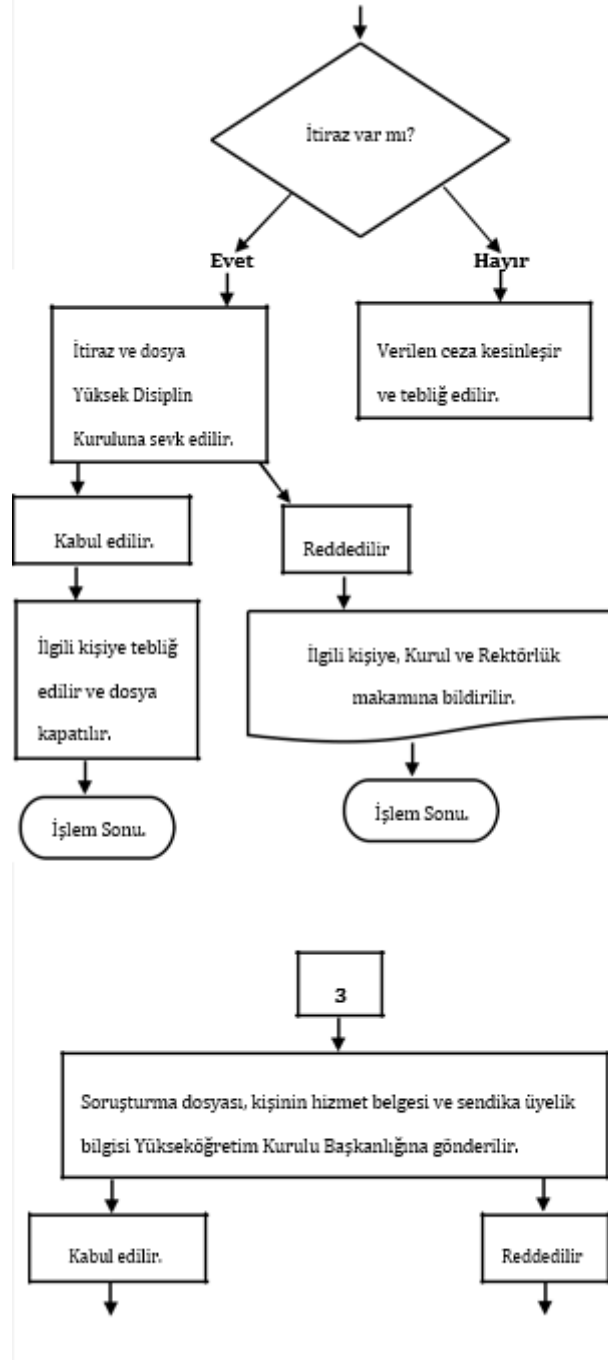 İtiraz var mı?
Evet
Hayır
İtiraz ve dosya
Yüksek Disiplin
Kuruluna sevk edilir.
Verilen ceza kesinleşir
ve tebliğ edilir.
Kabul edilir.
Reddedilir
İlgili kişiye tebliğ
edilir ve dosya
kapatılır.
İlgili kişiye, Kurul ve Rektörlük
makamına bildirilir.
İşlem Sonu.
İşlem Sonu.
3
Soruşturma dosyası, kişinin hizmet belgesi ve sendika üyelik
bilgisi Yükseköğretim Kurulu Başkanlığına gönderilir.
Kabul edilir.
Reddedilir